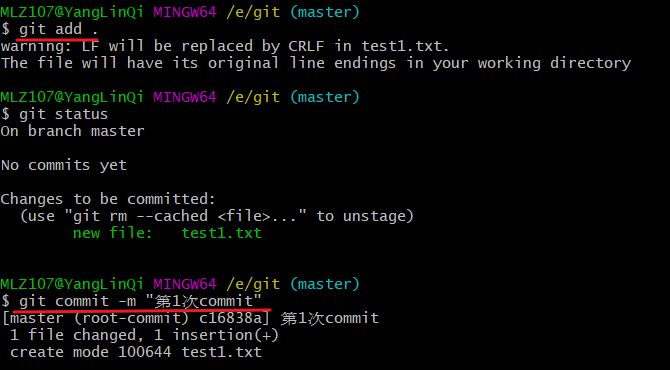 MLZ107@YangLinQi MINGW64 /e/git (master)
$ git add .
warning: LF will be replaced by CRLF in test1.txt.
The file will have its original line endings in your working directory
MLZ107@YangLinQi MINGW64 /e/git (master)
$ git status
On branch master
No commits yet
Changes to be committed:
  (use "git rm --cached <file>..." to unstage)
        new file:   test1.txt
MLZ107@YangLinQi MINGW64 /e/git (master)
$ git commit -m "第1次commit"
[master (root-commit) c16838a] 第1次commit
 1 file changed, 1 insertion(+)
 create mode 100644 test1.txt